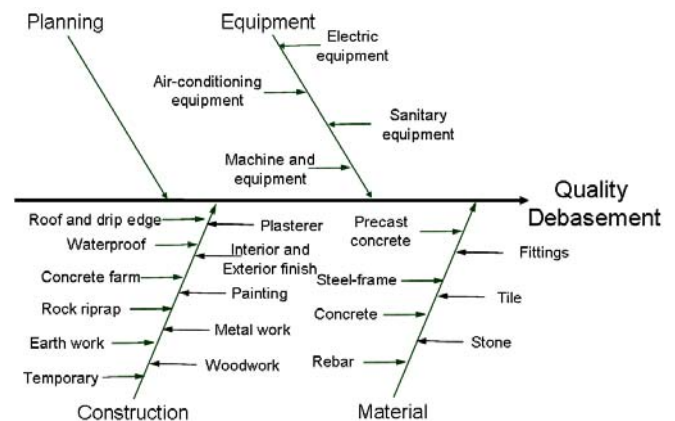 Planning
Equipment
Electric
equipment
Air-conditioning
equipment
Sanitary
equipment
Machine and
equipment
Quality
Debasement
Roof and drip edge
Plasterer
Waterproof
Interior and
Exterior finish
Concrete farm
Painting
Rock riprap
Metal work
Earth work
Woodwork
Temporary
Construction
Precast
concrete
Fittings
Steel-frame
Tile
Concrete
Stone
Rebar
Material